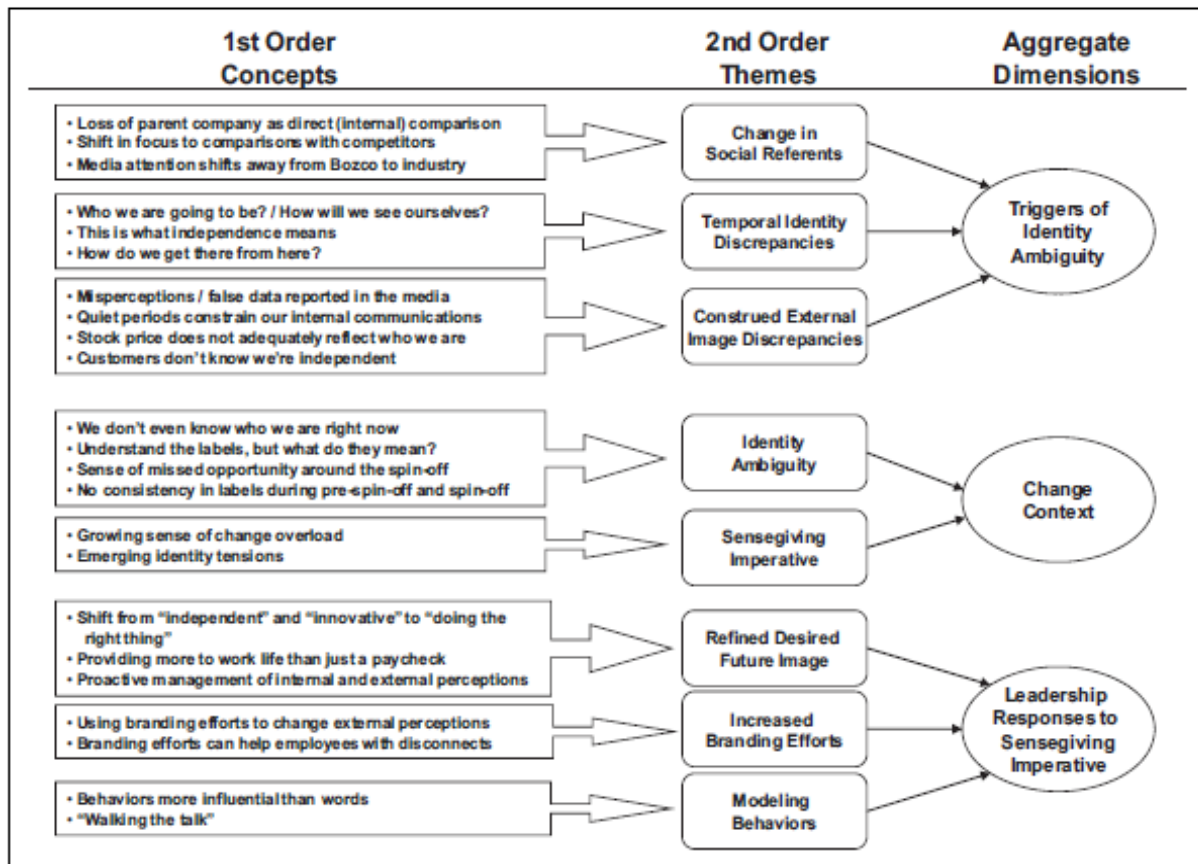 1st Order
Concepts
2nd Order
Themes
Aggregate
Dimensions
• Loss of parent company as direct (internal) comparison
• Shift in focus to comparisons with competitors
• Media attention shifts away from Bozco to industry
Change in
Social Referents
• Who we are going to be? / How will we see ourselves?
• This is what independence means
• How do we get there from here?
Temporal Identity
Discrepancies
Triggers of
Identity
Ambiguity
• Misperceptions / false data reported in the media
• Quiet periods constrain our internal communications
• Stock price does not adequately reflect who we are
• Customers don't know we're independent
Construed External
Image Discrepancies
• We don't even know who we are right now
• Understand the labels, but what do they mean?
• Sense of missed opportunity around the spin-off
• No consistency in labels during pre-spin-off and spin-off
Identity
Ambiguity
Change
Context
• Growing sense of change overload
• Emerging identity tensions
Sensegiving
Imperative
• Shift from “independent” and “innovative” to “doing the
right thing”
• Providing more to work life than just a paycheck
• Proactive management of internal and external perceptions
Refined Desired
Future Image
• Using branding efforts to change external perceptions
• Branding efforts can help employees with disconnects
Increased
Branding Efforts
Leadership
Responses to
Sensegiving
Imperative
• Behaviors more influential than words
• “Walking the talk”
Modeling
Behaviors